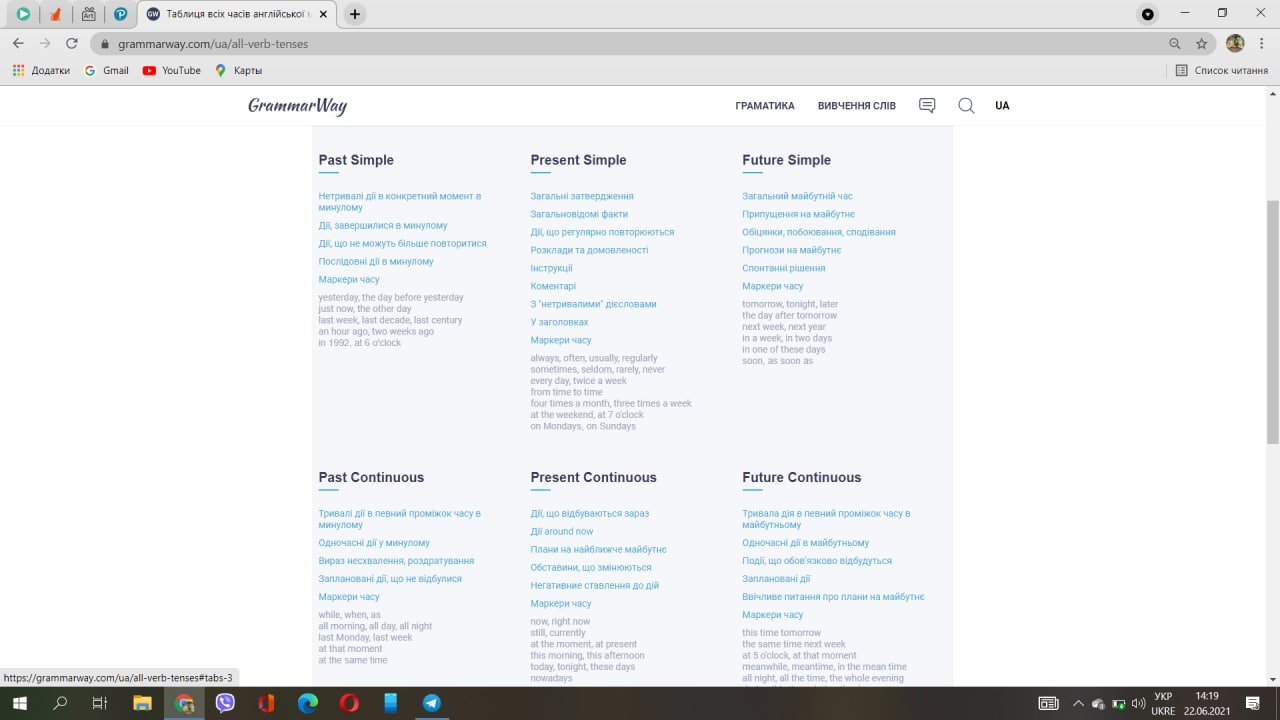 GW
grammarway.com/ua/all-verb-tenses
Додатки
Gmail
YouTube
Карты
Список читання
GrammarWay
ГРАМАТИКА
ВИВЧЕННЯ СЛІВ
UA
Past Simple
Нетривалі дії в конкретний момент в
минулому
Дії, завершилися в минулому
Дії, що не можуть більше повторитися
Послідовні дії в минулому
Маркери часу
yesterday, the day before yesterday
just now, the other day
last week, last decade, last century
an hour ago, two weeks ago
in 1992, at 6 o'clock
Present Simple
Загальні затвердження
Загальновідомі факти
Дії, що регулярно повторюються
Розклади та домовленості
Інструкції
Коментарі
З "нетривалими" дієсловами
У заголовках
Маркери часу
always, often, usually, regularly
sometimes, seldom, rarely, never
every day, twice a week
from time to time
four times a month, three times a week
at the weekend, at 7 o'clock
on Mondays, on Sundays
Future Simple
Загальний майбутній час
Припущення на майбутнє
Обіцянки, побоювання, сподівання
Прогнози на майбутнє
Спонтанні рішення
Маркери часу
tomorrow, tonight, later
the day after tomorrow
next week, next year
in a week, in two days
in one of these days
soon, as soon as
Past Continuous
Тривалі дії в певний проміжок часу в
минулому
Одночасні дії у минулому
Вираз несхвалення, роздратування
Заплановані дії, що не відбулися
Маркери часу
while, when, as
all morning, all day, all night
last Monday, last week
at that moment
at the same time
Present Continuous
Дії, що відбуваються зараз
Дії around now
Плани на найближче майбутнє
Обставини, що змінюються
Негативние ставлення до дій
Маркери часу
now, right now
still, currently
at the moment, at present
this morning, this afternoon
today, tonight, these days
nowadays
Future Continuous
Тривала дія в певний проміжок часу в
майбутньому
Одночасні дії в майбутньому
Події, що обов'язково відбудуться
Заплановані дії
Ввічливе питання про плани на майбутнє
Маркери часу
this time tomorrow
the same time next week
at 5 o'clock, at that moment
meanwhile, meantime, in the mean time
all night, all the time, the whole evening
https://grammarway.com/ua/all-verb-tenses#tabs-3
УКР
UKRE
14:19
22.06.2021